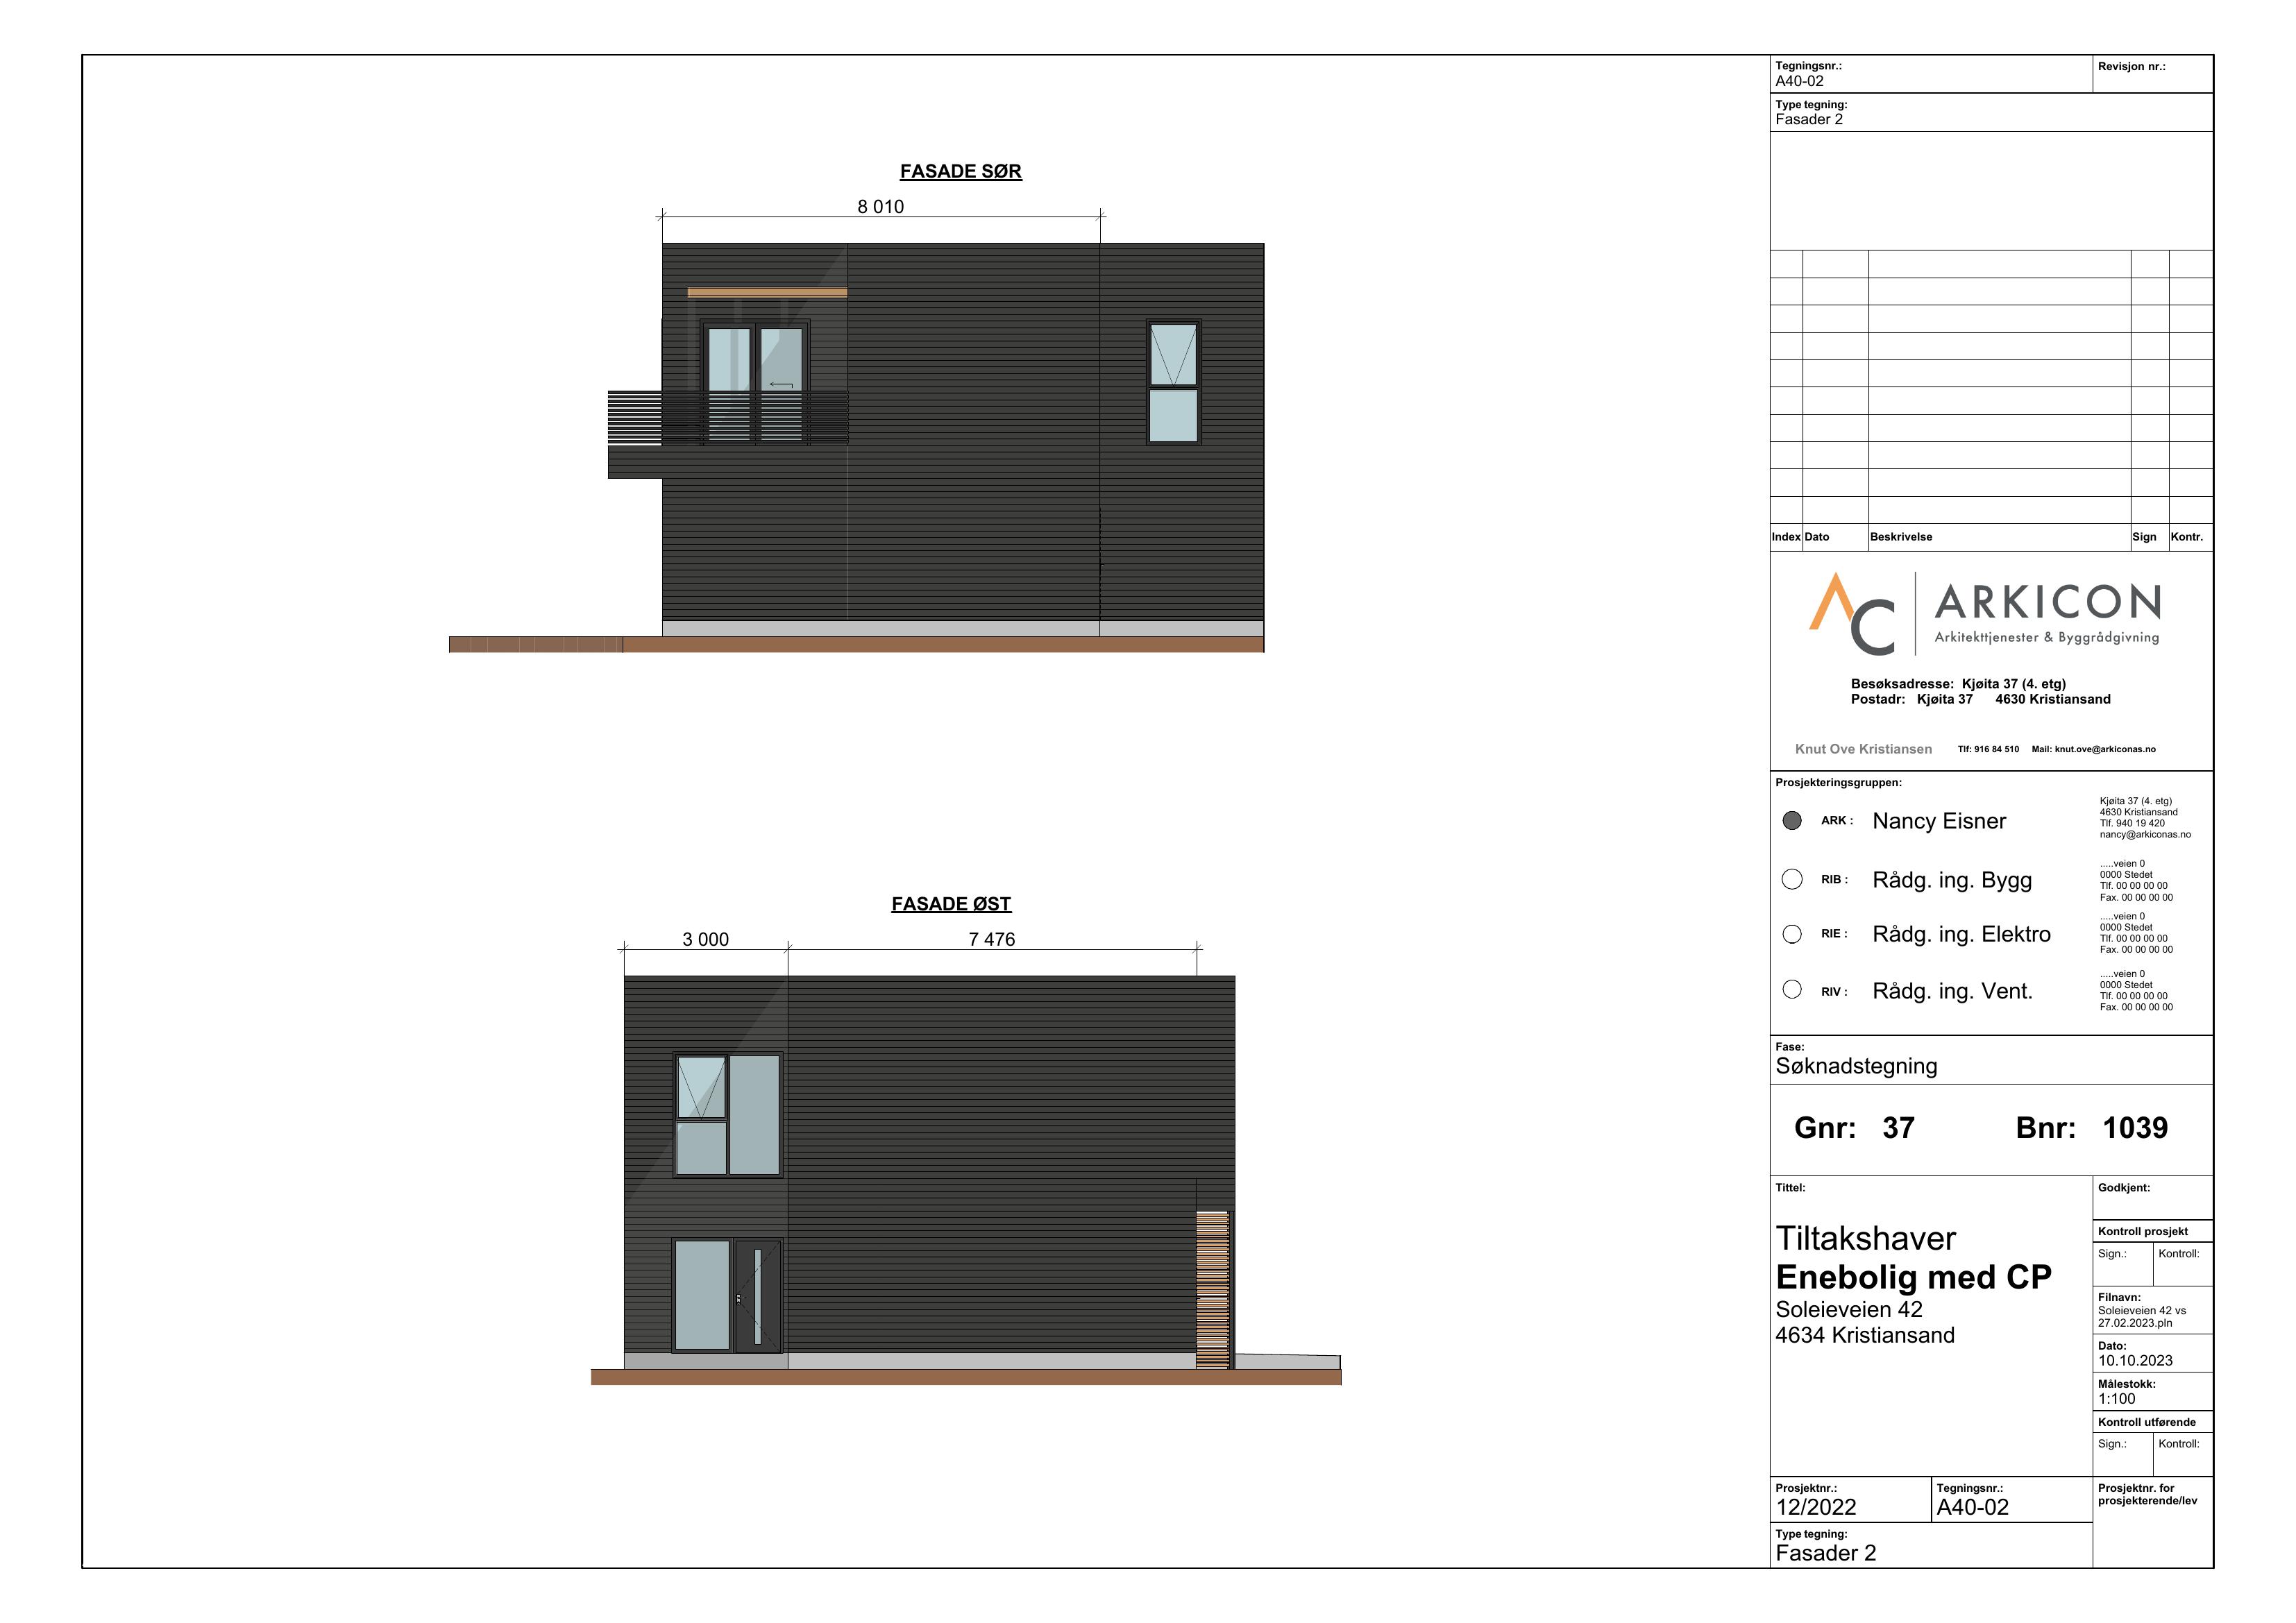 FASADE SØR
8 010
FASADE ØST
3 000
7 476
Tegningsnr.:
A40-02
Revisjon nr.:
Type tegning:
Fasader 2
Index Dato Beskrivelse Sign Kontr.
AC ARKICON
Arkitekttjenester & Byggrådgivning
Besøksadresse: Kjøita 37 (4. etg)
Postadr: Kjøita 37 4630 Kristiansand
Knut Ove Kristiansen Tlf: 916 84 510 Mail: knut.ove@arkiconas.no
Prosjekteringsgruppen:
ARK : Nancy Eisner
Kjøita 37 (4. etg)
4630 Kristiansand
Tlf. 940 19 420
nancy@arkiconas.no
RIB : Rådg. ing. Bygg
.....veien 0
0000 Stedet
Tlf. 00 00 00 00
Fax. 00 00 00 00
RIE : Rådg. ing. Elektro
.....veien 0
0000 Stedet
Tlf. 00 00 00 00
Fax. 00 00 00 00
RIV : Rådg. ing. Vent.
.....veien 0
0000 Stedet
Tlf. 00 00 00 00
Fax. 00 00 00 00
Fase:
Søknadstegning
Gnr: 37 Bnr: 1039
Tittel:
Tiltakshaver
Enebolig med CP
Soleieveien 42
4634 Kristiansand
Godkjent:
Kontroll prosjekt
Sign.: Kontroll:
Filnavn:
Soleieveien 42 vs
27.02.2023.pln
Dato:
10.10.2023
Målestokk:
1:100
Kontroll utførende
Sign.: Kontroll:
Prosjektnr.:
12/2022
Tegningsnr.:
A40-02
Prosjektnr. for
prosjekterende/lev
Type tegning:
Fasader 2